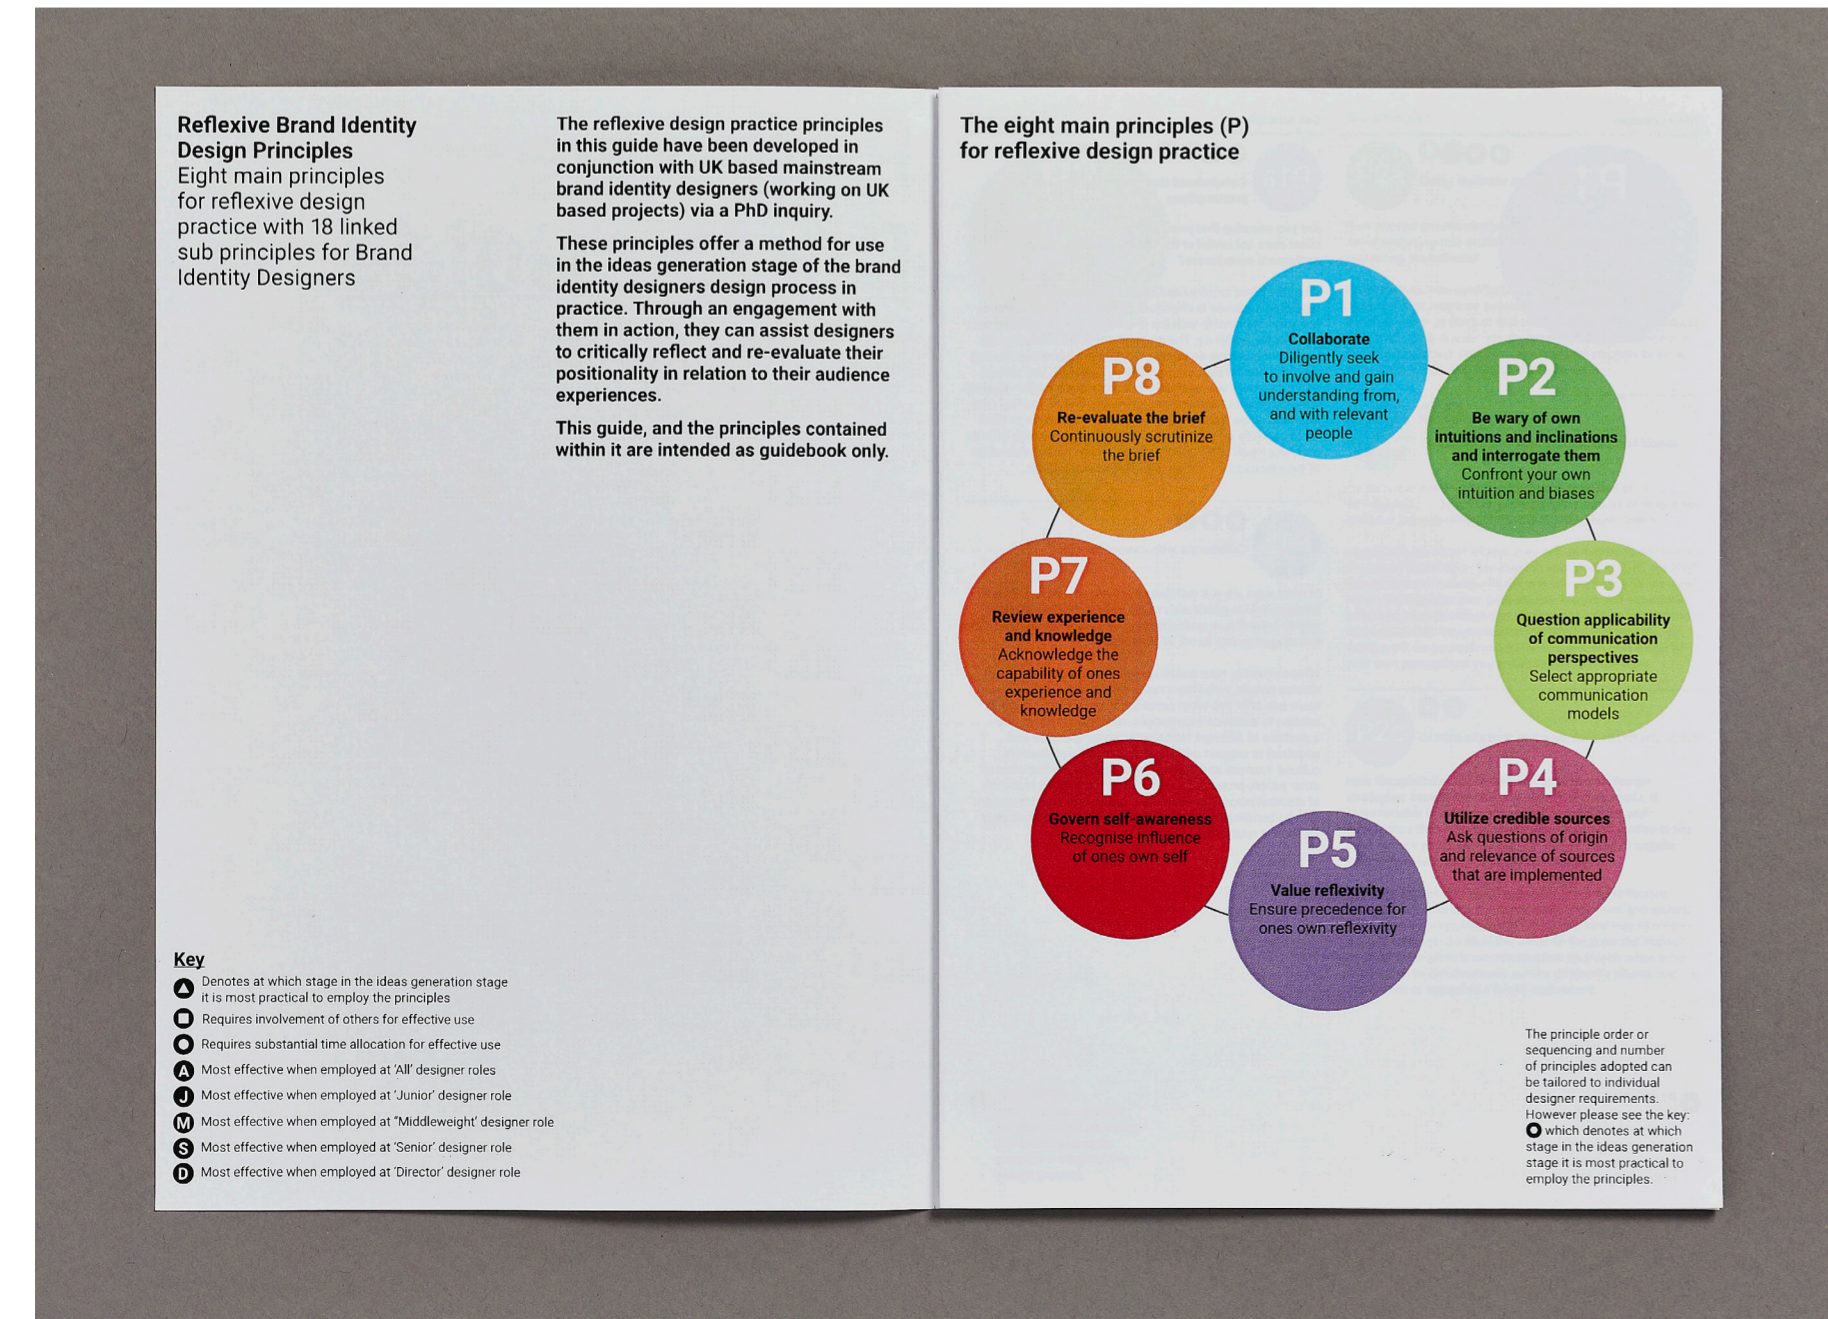 Reflexive Brand Identity
Design Principles
Eight main principles
for reflexive design
practice with 18 linked
sub principles for Brand
Identity Designers
The reflexive design practice principles
in this guide have been developed in
conjunction with UK based mainstream
brand identity designers (working on UK
based projects) via a PhD inquiry.
These principles offer a method for use
in the ideas generation stage of the brand
identity designers design process in
practice. Through an engagement with
them in action, they can assist designers
to critically reflect and re-evaluate their
positionality in relation to their audience
experiences.
This guide, and the principles contained
within it are intended as guidebook only.
Key
Denotes at which stage in the ideas generation stage
it is most practical to employ the principles
Requires involvement of others for effective use
Requires substantial time allocation for effective use
A Most effective when employed at ‘All’ designer roles
J Most effective when employed at ‘Junior’ designer role
M Most effective when employed at “Middleweight’ designer role
S Most effective when employed at ‘Senior’ designer role
D Most effective when employed at ‘Director’ designer role
The eight main principles (P)
for reflexive design practice
P1
Collaborate
Diligently seek
to involve and gain
understanding from,
and with relevant
people
P2
Be wary of own
intuitions and inclinations
and interrogate them
Confront your own
intuition and biases
P3
Question applicability
of communication
perspectives
Select appropriate
communication
models
P4
Utilize credible sources
Ask questions of origin
and relevance of sources
that are implemented
P5
Value reflexivity
Ensure precedence for
ones own reflexivity
P6
Govern self-awareness
Recognise influence
of ones own self
P7
Review experience
and knowledge
Acknowledge the
capability of ones
experience and
knowledge
P8
Re-evaluate the brief
Continuously scrutinize
the brief
The principle order or
sequencing and number
of principles adopted can
be tailored to individual
designer requirements.
However please see the key:
which denotes at which
stage in the ideas generation
stage it is most practical to
employ the principles.